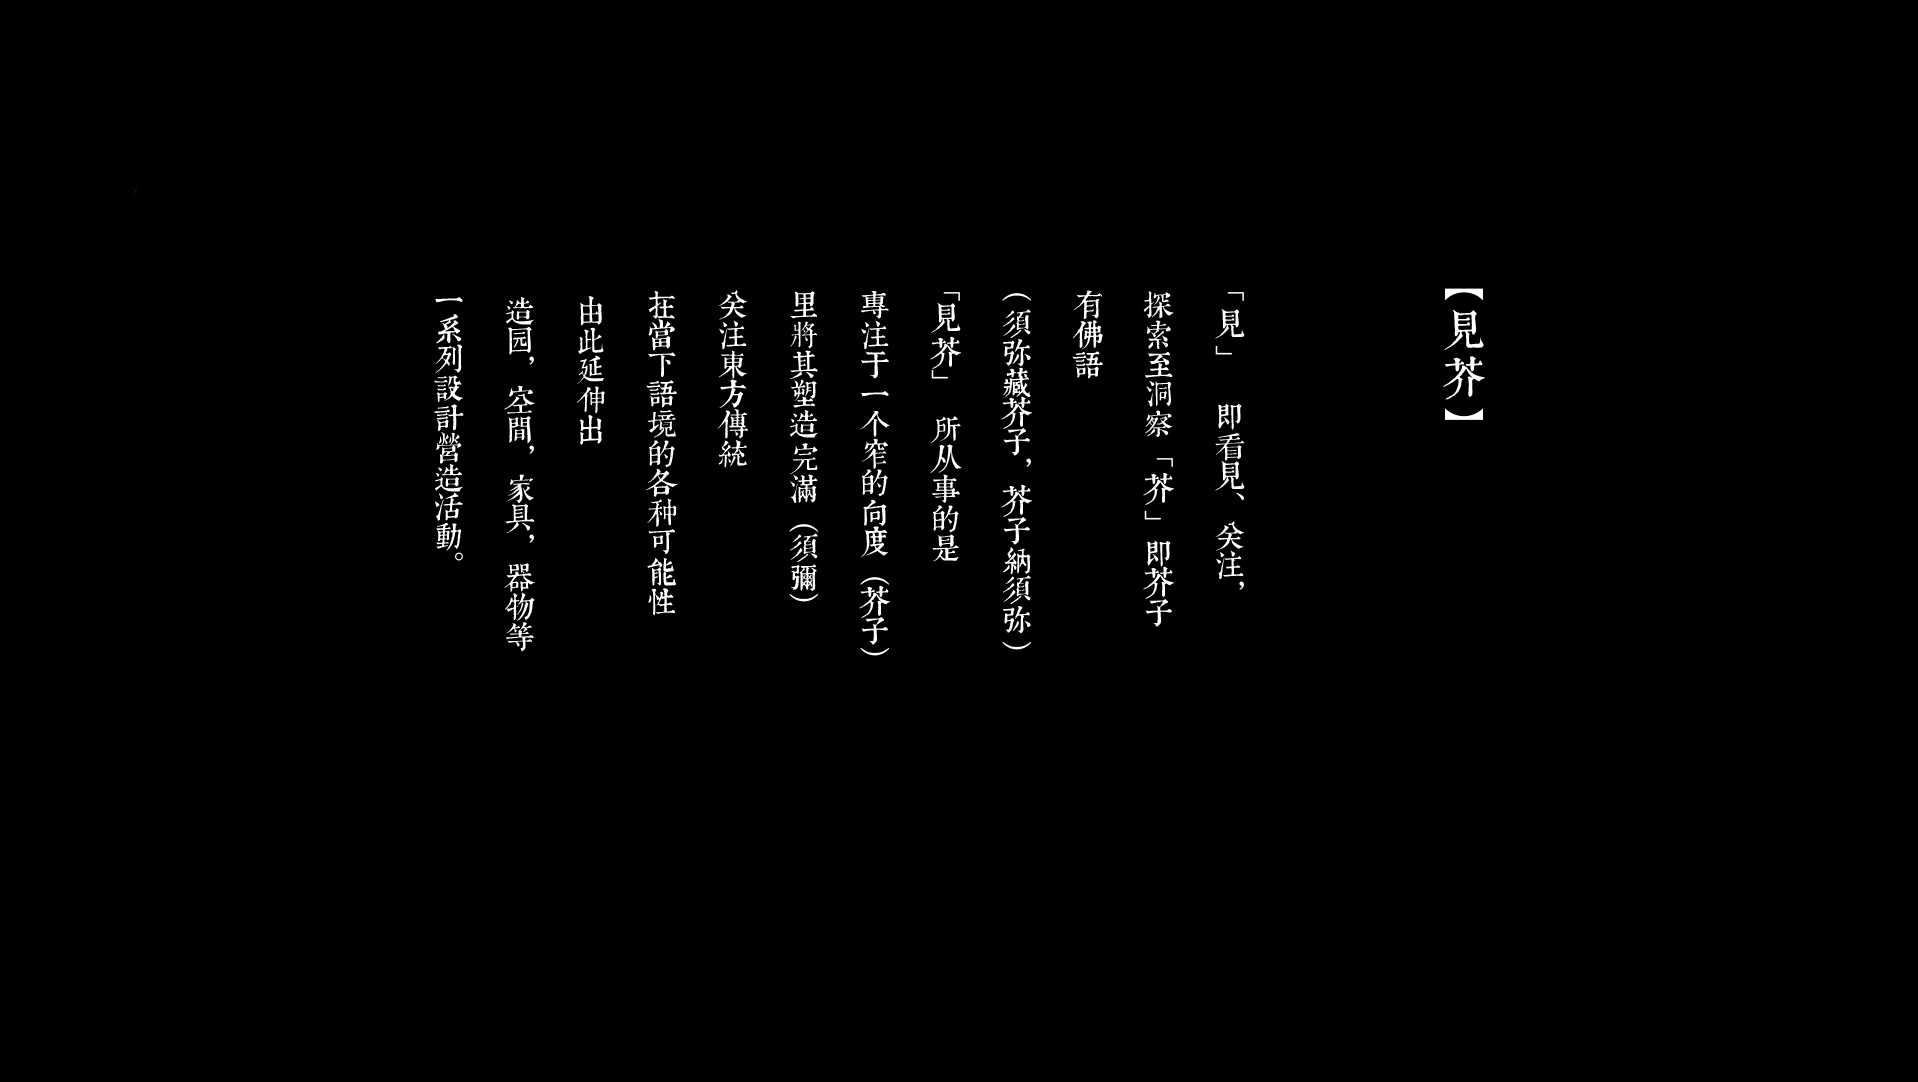 【見芥】
「見」 即看見、关注，
探索至洞察「芥」即芥子
有佛語
（須弥藏芥子，芥子納須弥）
「見芥」 所从事的是
專注于一个窄的向度（芥子）
里將其塑造完滿（須彌）
关注東方傳統
在當下語境的各种可能性
由此延伸出
造园，空間，家具，器物等
一系列設計營造活動。